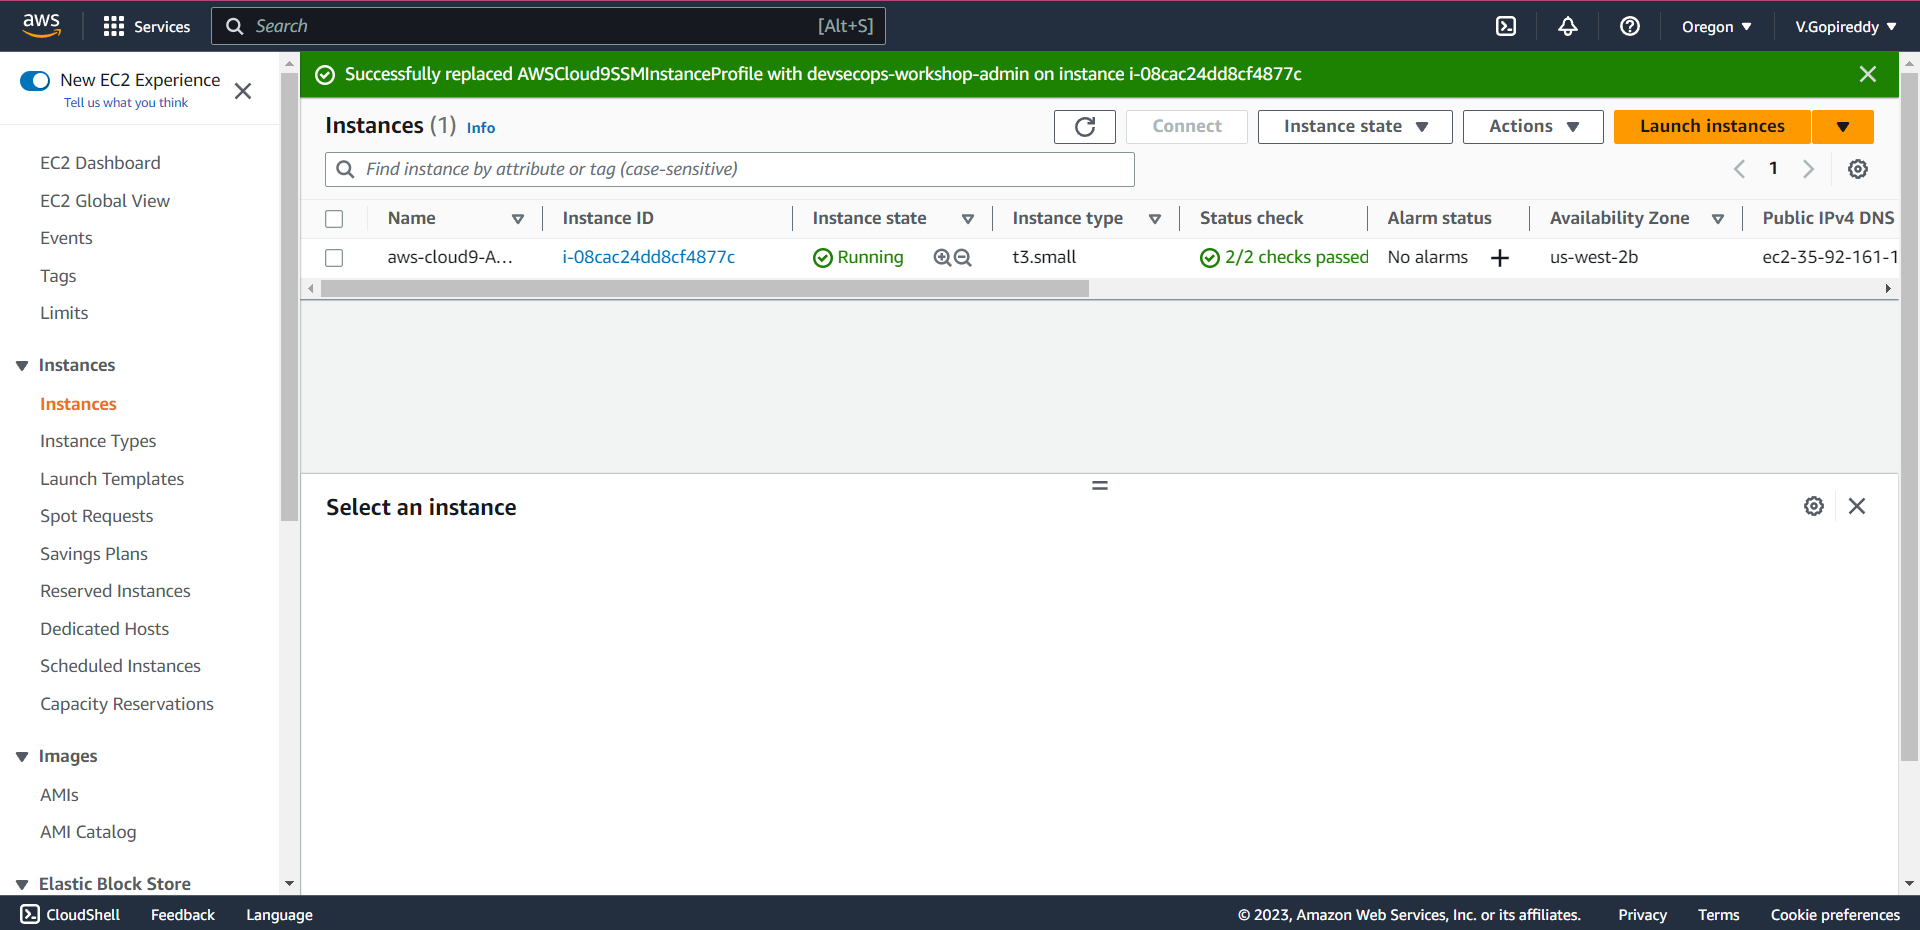 aws
Services
Search
[Alt+S]
Oregon
V.Gopireddy
New EC2 Experience
Tell us what you think
EC2 Dashboard
EC2 Global View
Events
Tags
Limits
Instances
Instances
Instance Types
Launch Templates
Spot Requests
Savings Plans
Reserved Instances
Dedicated Hosts
Scheduled Instances
Capacity Reservations
Images
AMIs
AMI Catalog
Elastic Block Store
Successfully replaced AWSCloud9SSMInstanceProfile with devsecops-workshop-admin on instance i-08cac24dd8cf4877c
Instances (1) Info
Connect
Instance state
Actions
Launch instances
Find instance by attribute or tag (case-sensitive)
1
Name Instance ID Instance state Instance type Status check Alarm status Availability Zone Public IPv4 DNS
aws-cloud9-A... i-08cac24dd8cf4877c Running t3.small 2/2 checks passed No alarms us-west-2b ec2-35-92-161-1
Select an instance
CloudShell Feedback Language © 2023, Amazon Web Services, Inc. or its affiliates. Privacy Terms Cookie preferences